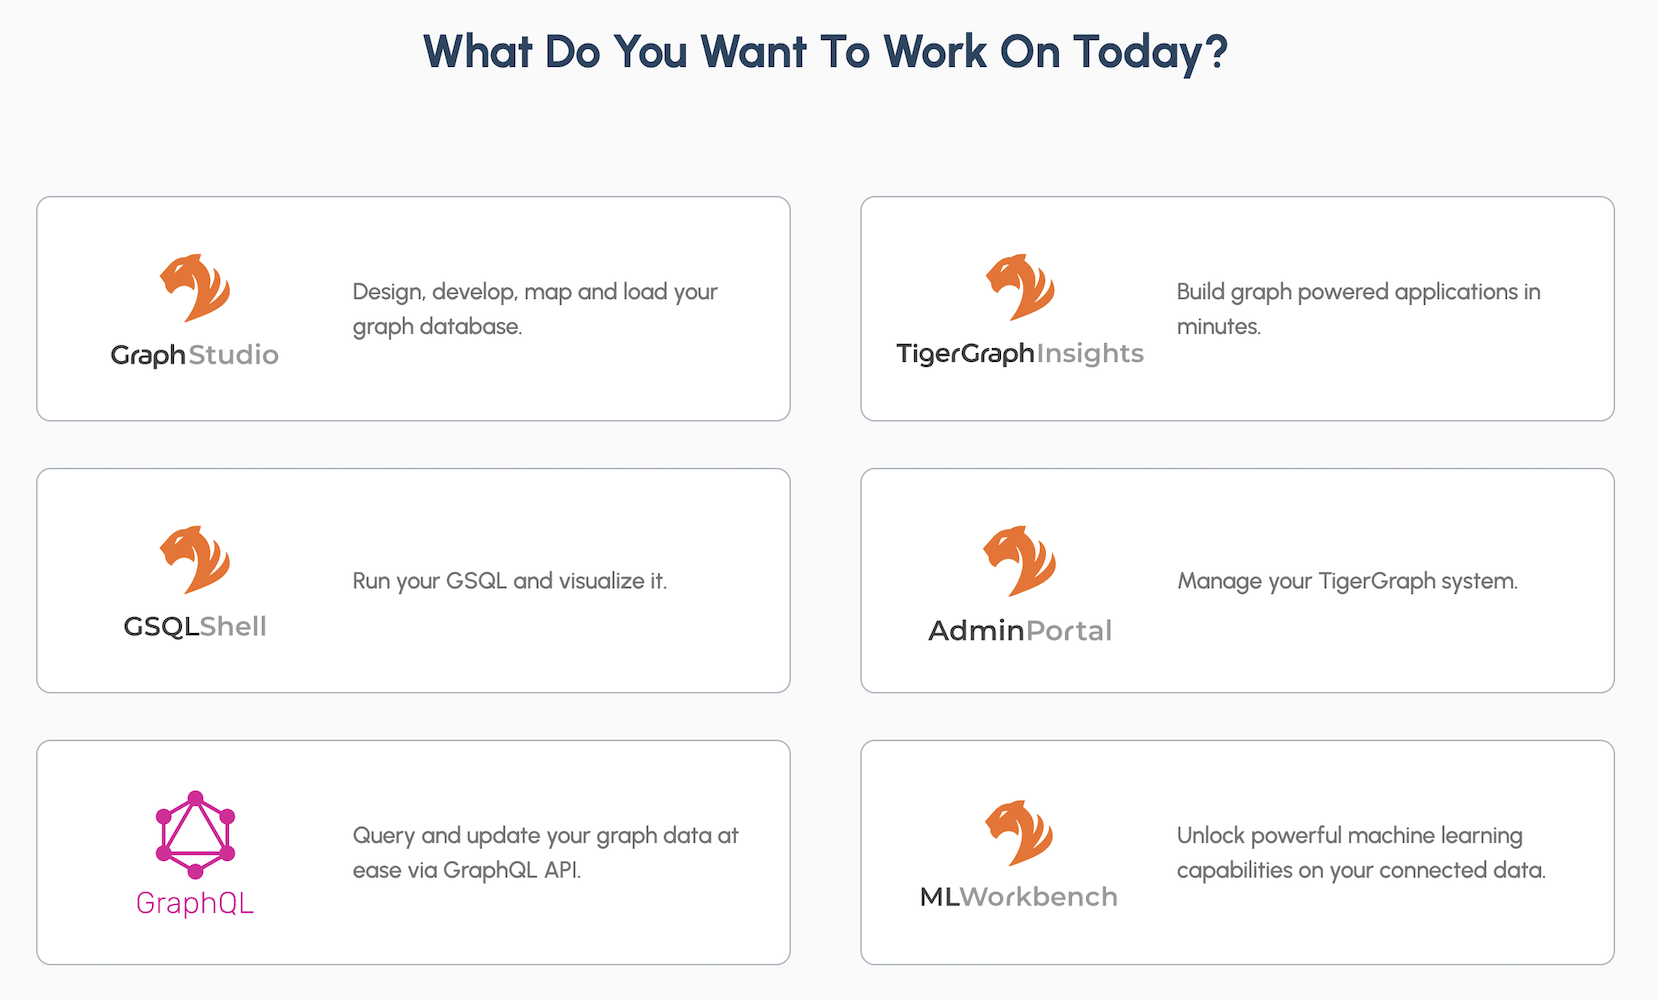 What Do You Want To Work On Today?
GraphStudio
Design, develop, map and load your
graph database.
TigerGraphInsights
Build graph powered applications in
minutes.
GSQLShell
Run your GSQL and visualize it.
AdminPortal
Manage your TigerGraph system.
GraphQL
Query and update your graph data at
ease via GraphQL API.
MLWorkbench
Unlock powerful machine learning
capabilities on your connected data.